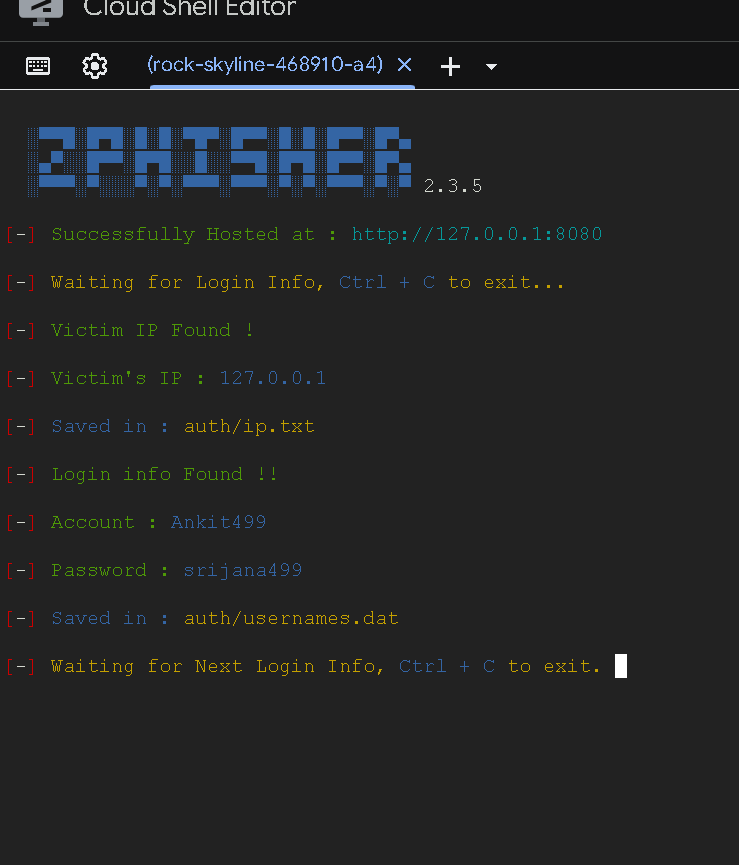 Cloud Shell Editor
(rock-skyline-468910-a4)
ZPHISHER 2.3.5
[-] Successfully Hosted at : http://127.0.0.1:8080
[-] Waiting for Login Info, Ctrl + C to exit...
[-] Victim IP Found !
[-] Victim's IP : 127.0.0.1
[-] Saved in : auth/ip.txt
[-] Login info Found !!
[-] Account : Ankit499
[-] Password : srijana499
[-] Saved in : auth/usernames.dat
[-] Waiting for Next Login Info, Ctrl + C to exit.